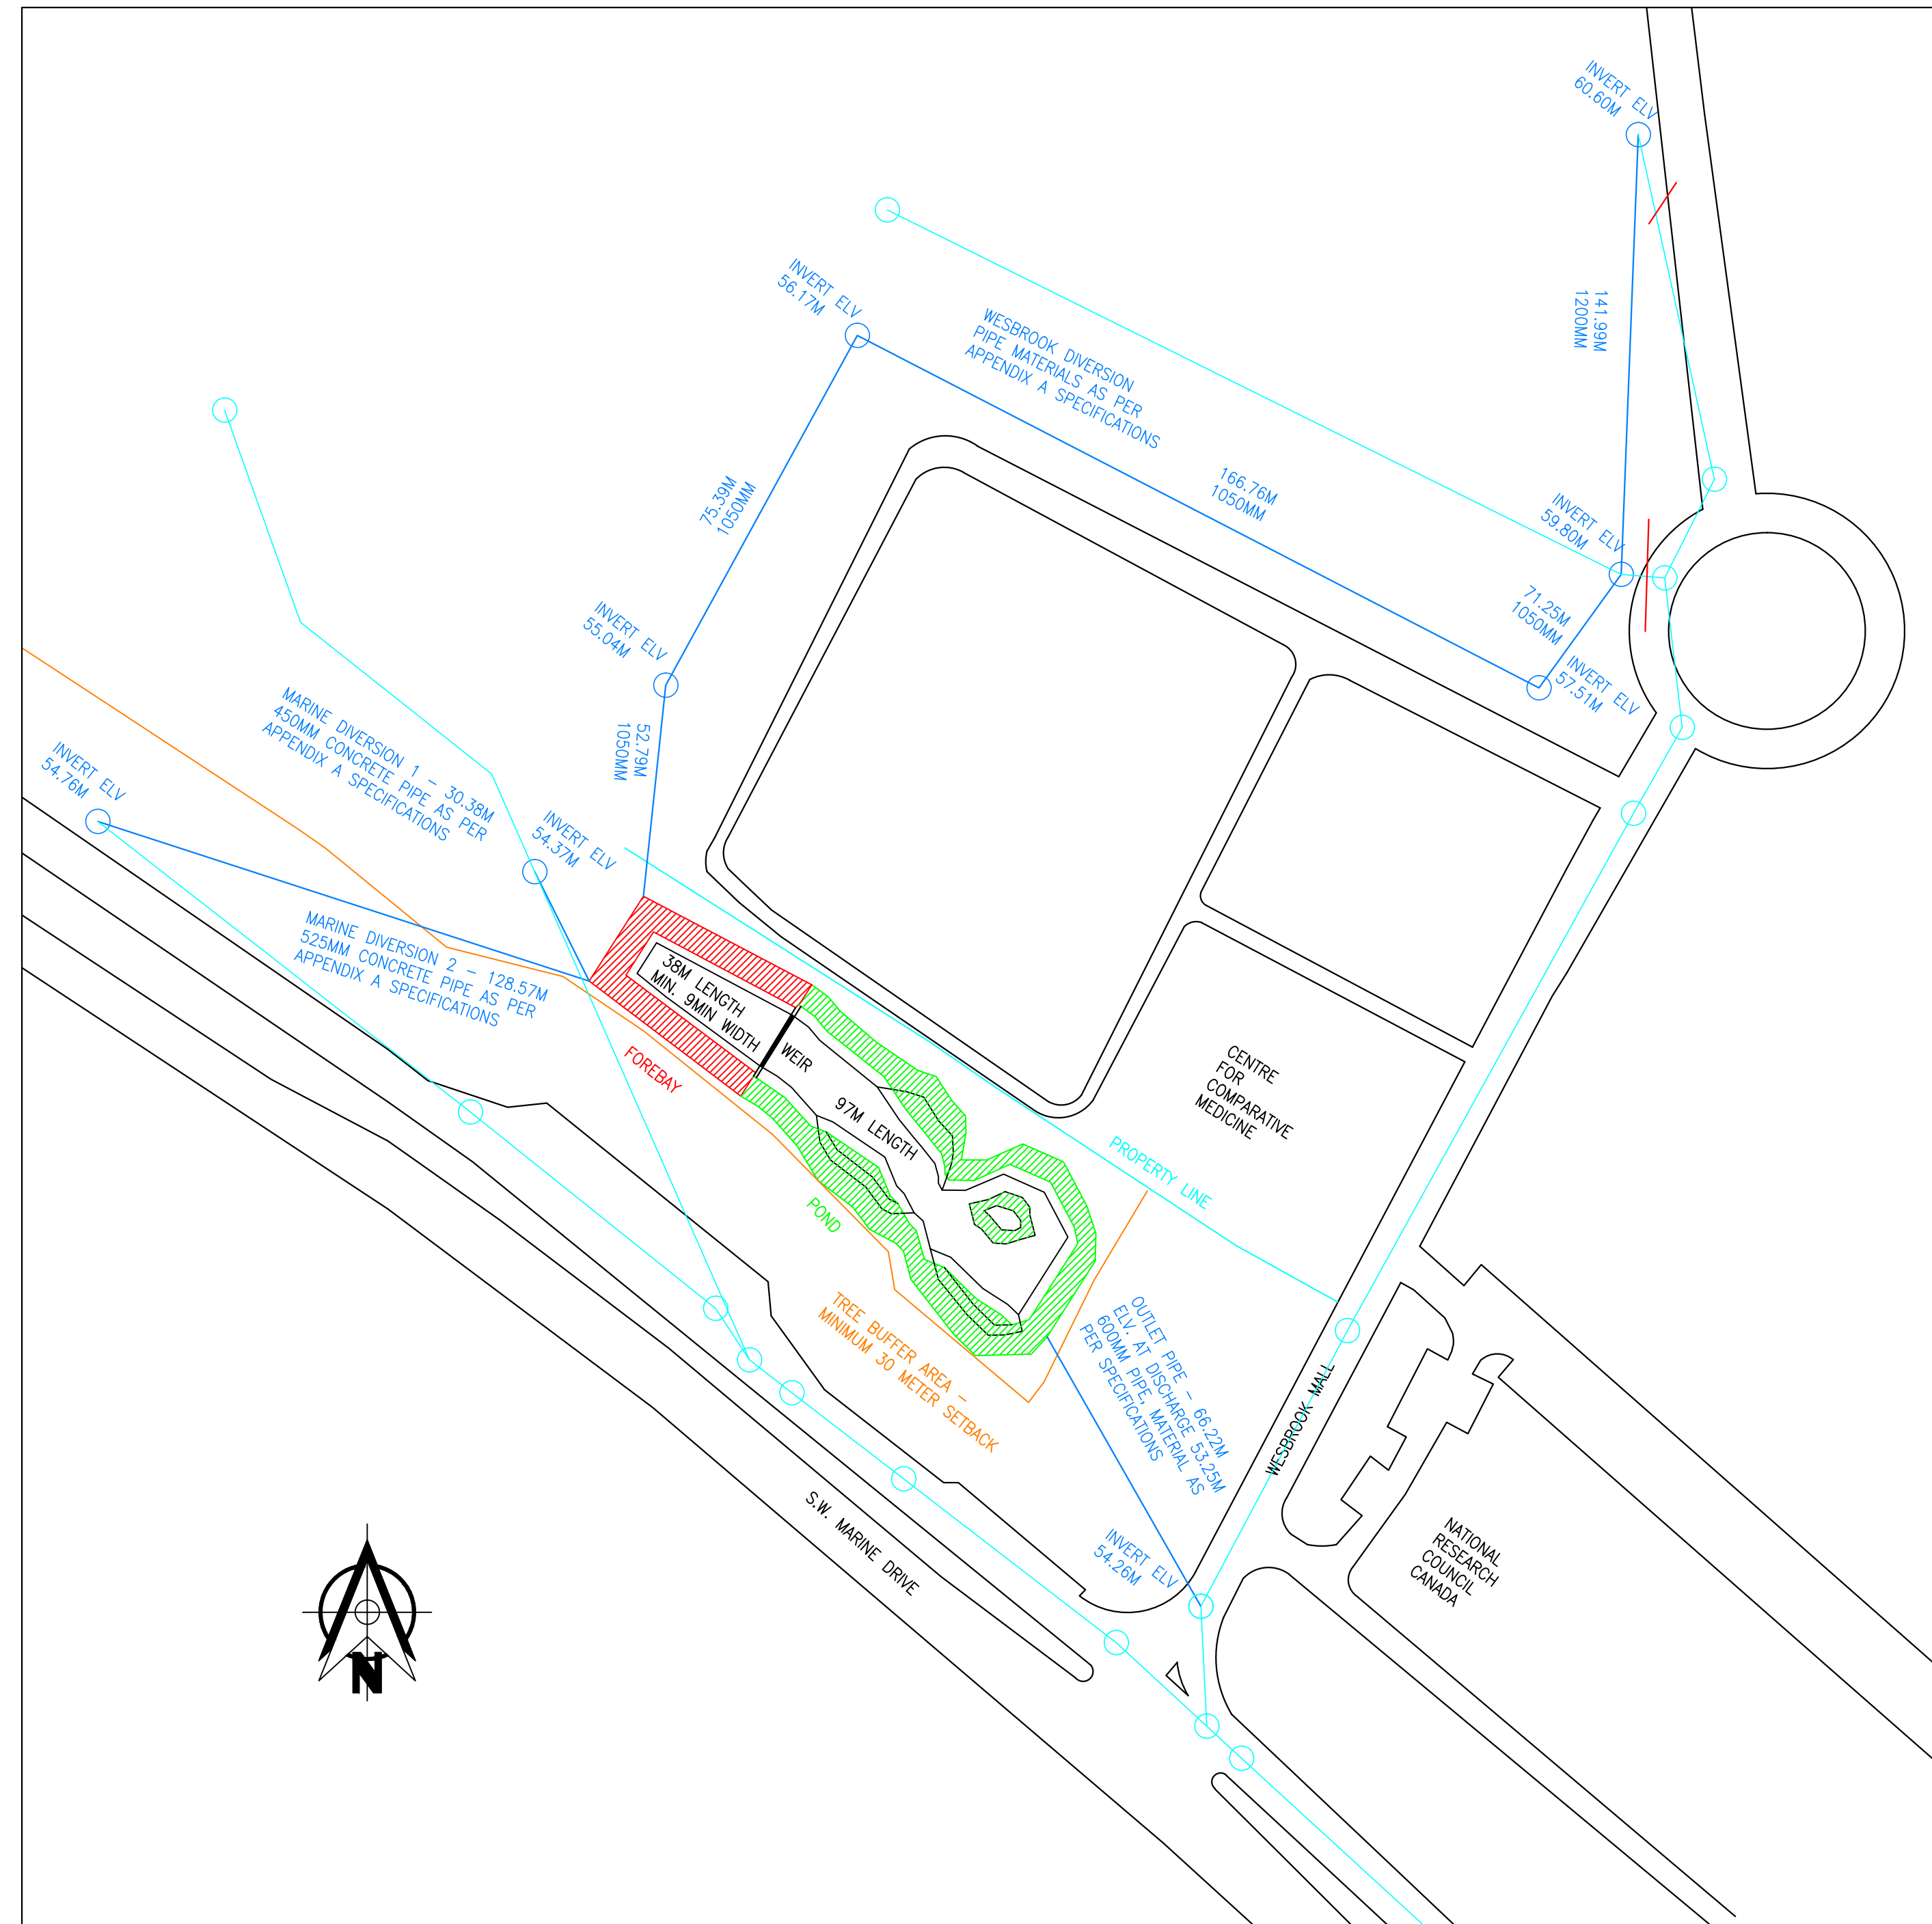 INVERT ELV
60.60M
141.99M
1200MM
INVERT ELV
56.17M
WESBROOK DIVERSION
PIPE MATERIALS AS PER
APPENDIX A SPECIFICATIONS
166.76M
1050MM
75.39M
1050MM
INVERT ELV
59.80M
71.25M
1050MM
INVERT ELV
57.51M
INVERT ELV
55.04M
52.79M
1050MM
MARINE DIVERSION 1 – 30.38M
450MM CONCRETE PIPE AS PER
APPENDIX A SPECIFICATIONS
INVERT ELV
54.76M
INVERT ELV
54.37M
MARINE DIVERSION 2 – 128.57M
525MM CONCRETE PIPE AS PER
APPENDIX A SPECIFICATIONS
38M LENGTH
MIN. 9MIN WIDTH
FOREBAY
WEIR
97M LENGTH
POND
CENTRE
FOR
COMPARATIVE
MEDICINE
PROPERTY LINE
TREE BUFFER AREA –
MINIMUM 30 METER SETBACK
OUTLET PIPE – 66.22M
ELV. AT DISCHARGE 53.25M
600MM PIPE, MATERIAL AS
PER SPECIFICATIONS
WESBROOK MALL
S.W. MARINE DRIVE
INVERT ELV
54.26M
NATIONAL
RESEARCH
COUNCIL
CANADA
N